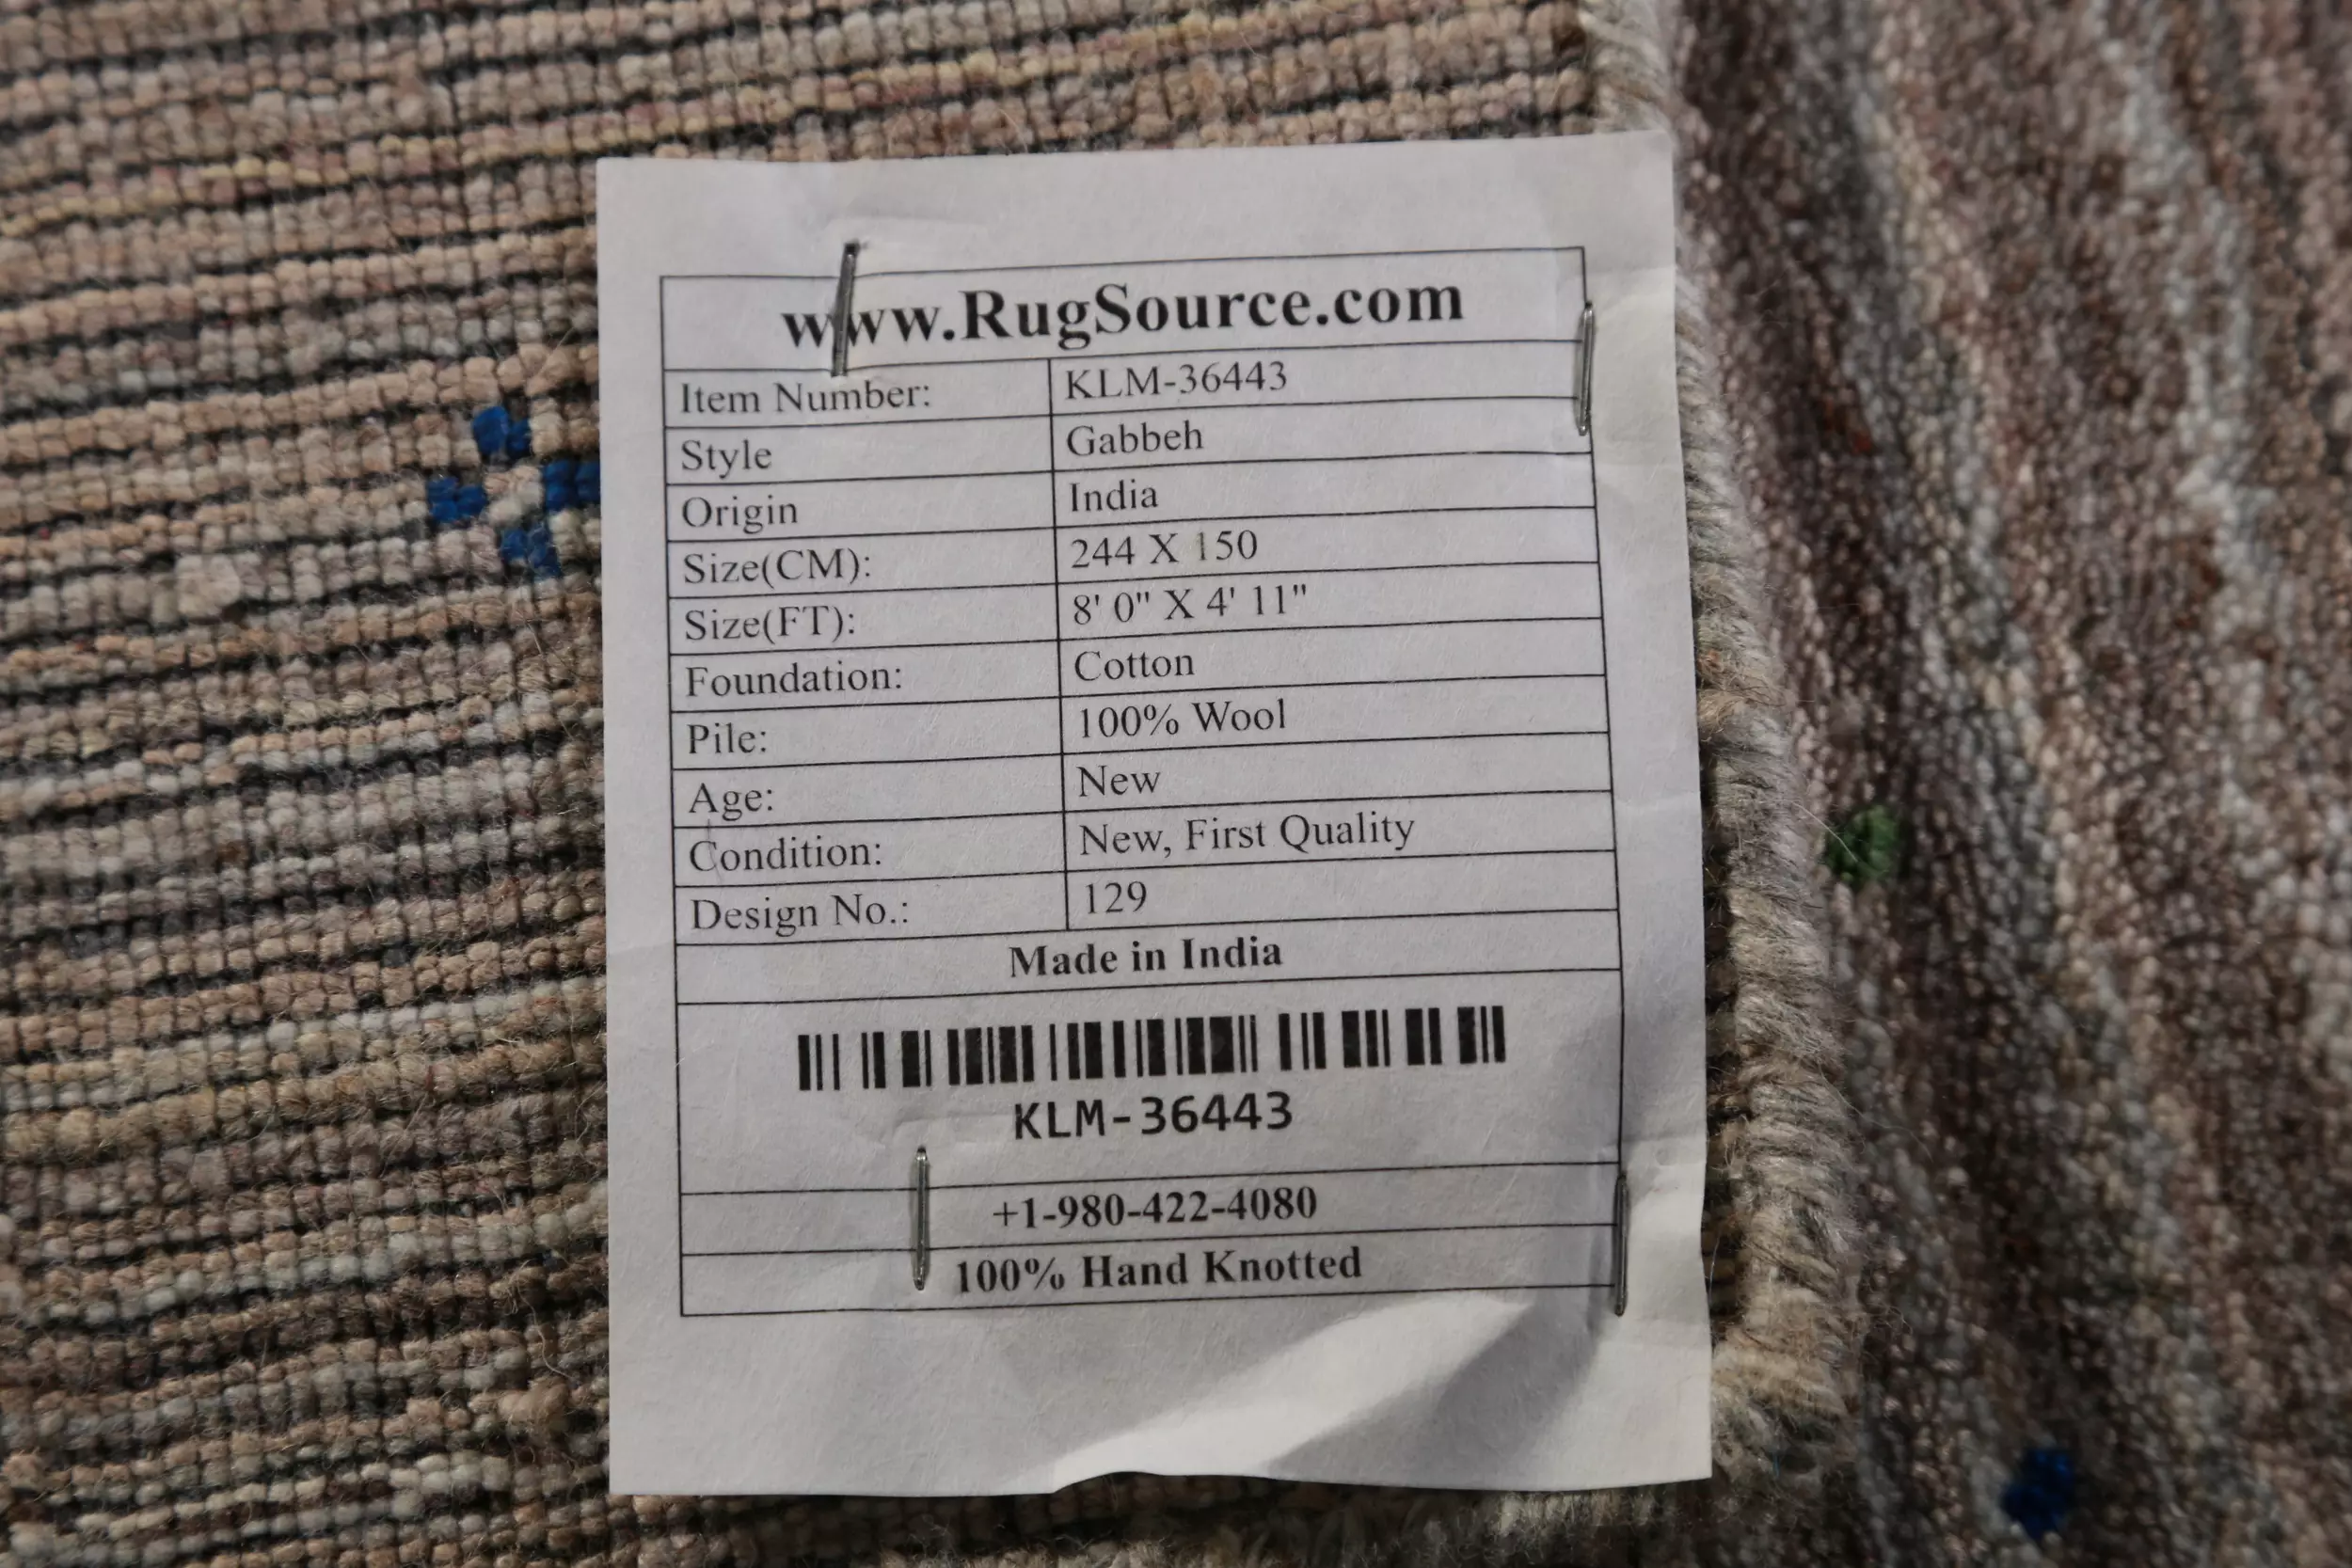 www.RugSource.com
Item Number: KLM-36443
Style Gabbeh
Origin India
Size(CM): 244 X 150
Size(FT): 8' 0" X 4' 11"
Foundation: Cotton
Pile: 100% Wool
Age: New
Condition: New, First Quality
Design No.: 129
Made in India
KLM-36443
+1-980-422-4080
100% Hand Knotted